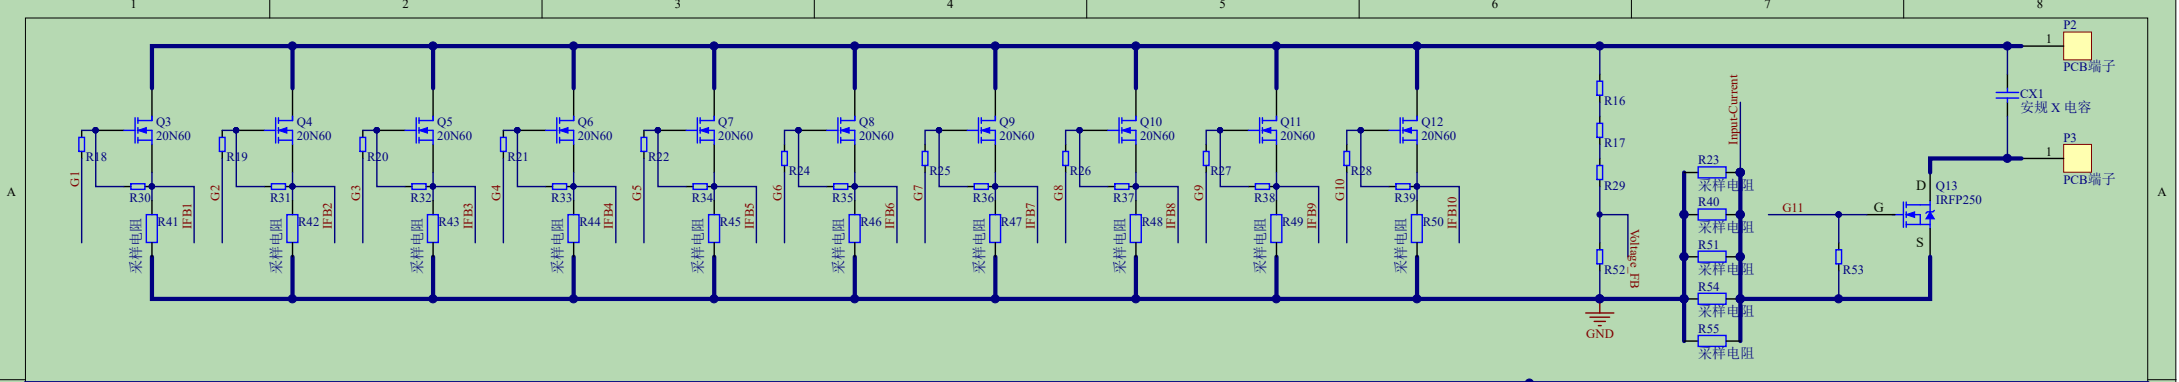 1 2 3 4 5 6 7 8
P2
1
PCB端子
CX1
安规 X 电容
P3
1
PCB端子
A
A
Q3
20N60
R18
G1
R30
R41
IFB1
采样电阻
Q4
20N60
R19
G2
R31
R42
IFB2
采样电阻
Q5
20N60
R20
G3
R32
R43
IFB3
采样电阻
Q6
20N60
R21
G4
R33
R44
IFB4
采样电阻
Q7
20N60
R22
G5
R34
R45
IFB5
采样电阻
Q8
20N60
R24
G6
R35
R46
IFB6
采样电阻
Q9
20N60
R25
G7
R36
R47
IFB7
采样电阻
Q10
20N60
R26
G8
R37
R48
IFB8
采样电阻
Q11
20N60
R27
G9
R38
R49
IFB9
采样电阻
Q12
20N60
R28
G10
R39
R50
IFB10
采样电阻
R16
R17
R29
R52
Voltage_FB
GND
Input-Current
R23
采样电阻
R40
采样电阻
R51
采样电阻
R54
采样电阻
R55
采样电阻
G11
R53
D
G
S
Q13
IRFP250